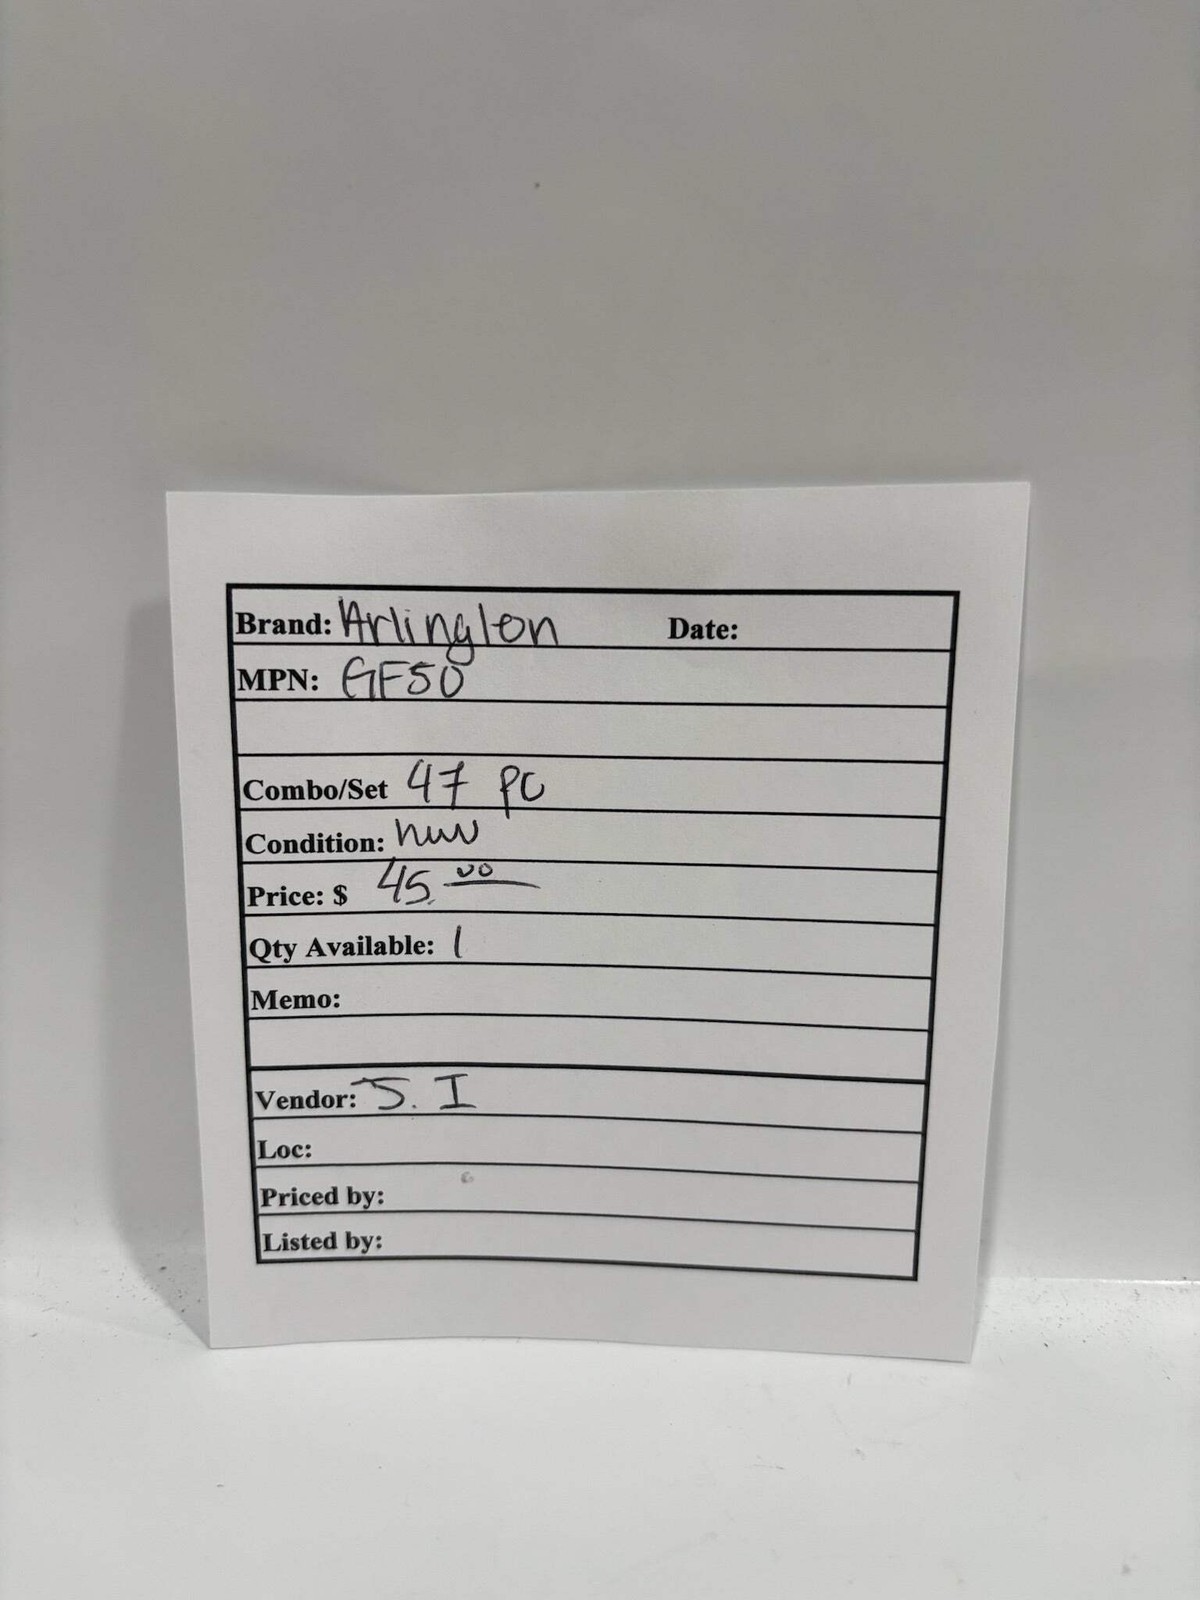 Brand: Arlington Date:
MPN: GF50
Combo/Set 47 pc
Condition: new
Price: $ 45.00
Qty Available: 1
Memo:
Vendor: J. I
Loc:
Priced by:
Listed by: